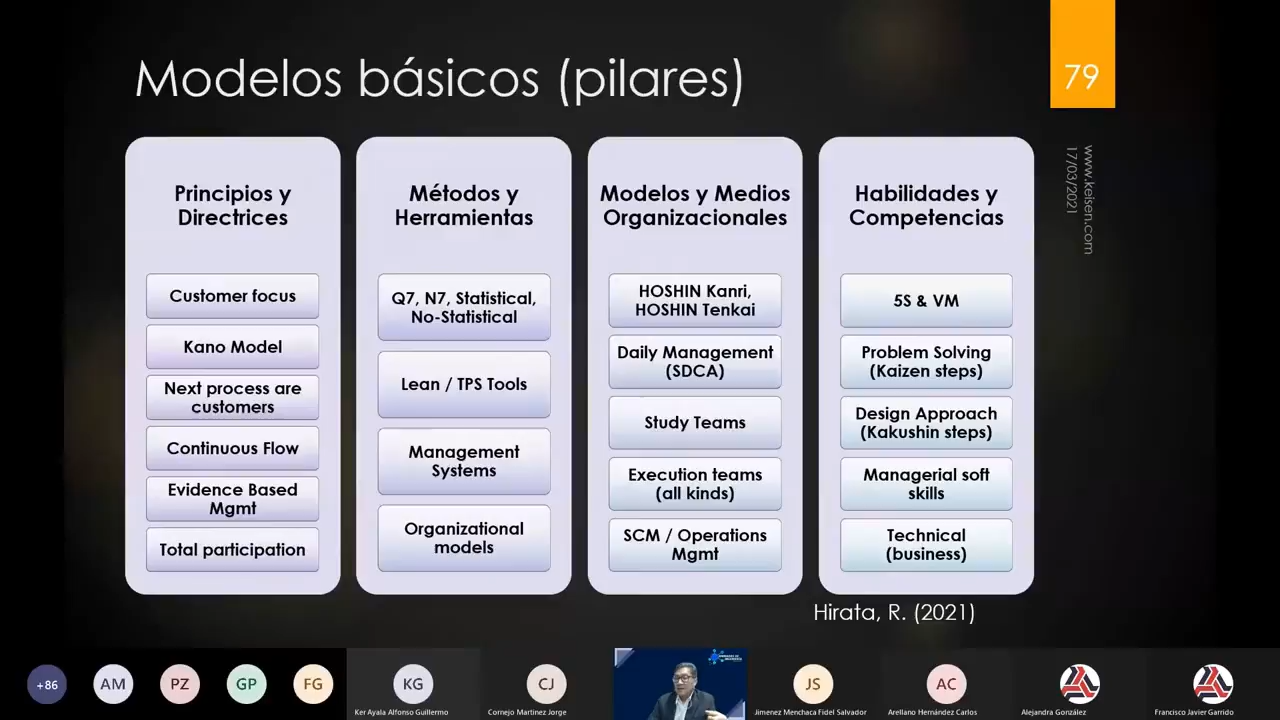 Modelos básicos (pilares)
79
www.keisen.com
17/03/2021
Principios y
Directrices
Customer focus
Kano Model
Next process are
customers
Continuous Flow
Evidence Based
Mgmt
Total participation
Métodos y
Herramientas
Q7, N7, Statistical,
No-Statistical
Lean / TPS Tools
Management
Systems
Organizational
models
Modelos y Medios
Organizacionales
HOSHIN Kanri,
HOSHIN Tenkai
Daily Management
(SDCA)
Study Teams
Execution teams
(all kinds)
SCM / Operations
Mgmt
Habilidades y
Competencias
5S & VM
Problem Solving
(Kaizen steps)
Design Approach
(Kakushin steps)
Managerial soft
skills
Technical
(business)
Hirata, R. (2021)
+86
AM
PZ
GP
FG
KG
Ker Ayala Alfonso Guillermo
CJ
Cornejo Martinez Jorge
JS
Jimenez Menchaca Fidel Salvador
AC
Arellano Hernández Carlos
Alejandra González
Francisco Javier Garrido